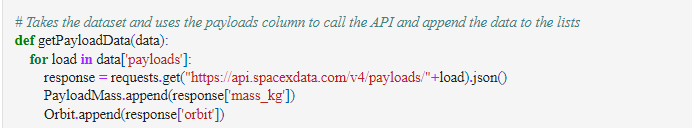 # Takes the dataset and uses the payloads column to call the API and append the data to the lists
def getPayloadData(data):
    for load in data['payloads']:
        response = requests.get("https://api.spacexdata.com/v4/payloads/"+load).json()
        PayloadMass.append(response['mass_kg'])
        Orbit.append(response['orbit'])